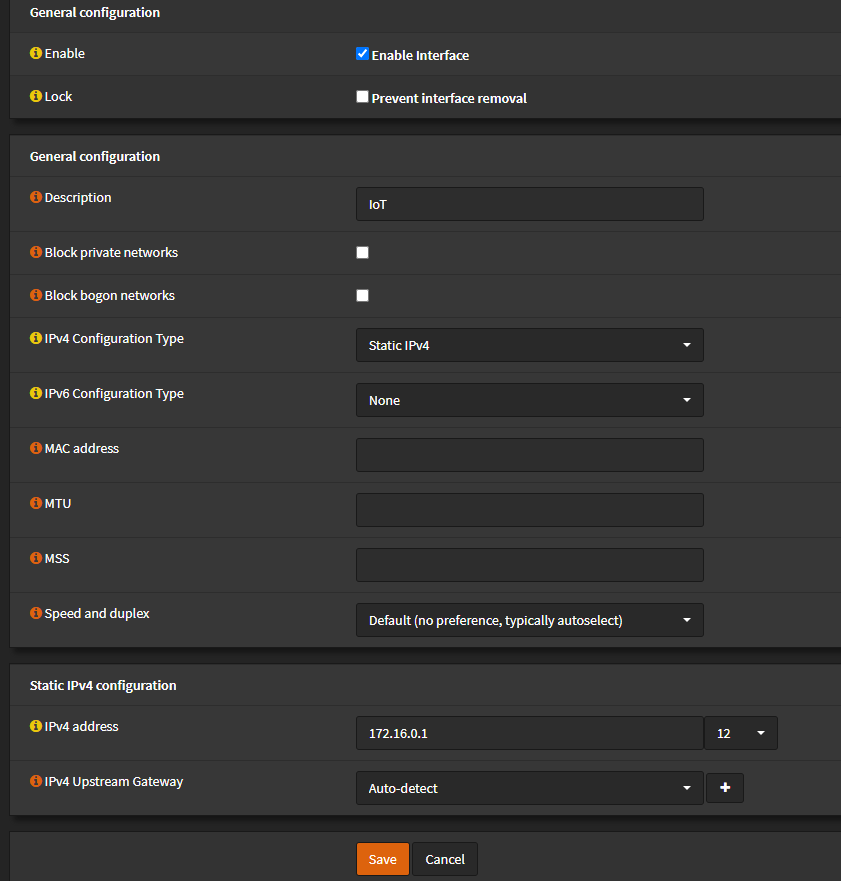 General configuration
Enable
Enable Interface
Lock
Prevent interface removal
General configuration
Description
IoT
Block private networks
Block bogon networks
IPv4 Configuration Type
Static IPv4
IPv6 Configuration Type
None
MAC address
MTU
MSS
Speed and duplex
Default (no preference, typically autoselect)
Static IPv4 configuration
IPv4 address
172.16.0.1
12
IPv4 Upstream Gateway
Auto-detect
Save
Cancel